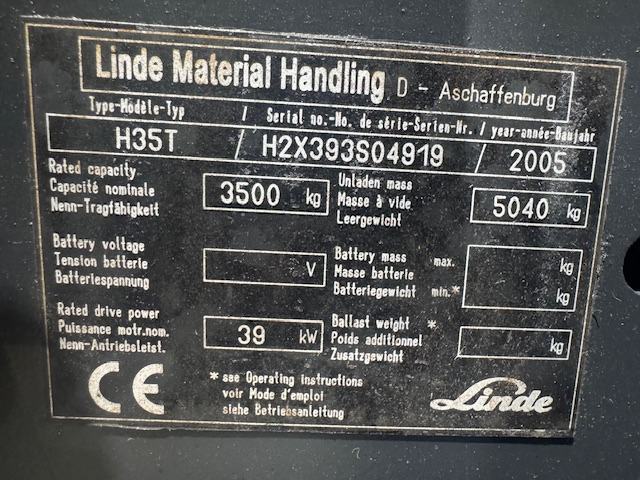 Linde Material Handling D - Aschaffenburg
Type-Modèle-Typ / Serial no.-No. de série-Serien-Nr. / year-année-Baujahr
H35T / H2X393S04919 / 2005
Rated capacity
Capacité nominale
Nenn-Tragfähigkeit
3500 kg
Unladen mass
Masse à vide
Leergewicht
5040 kg
Battery voltage
Tension batterie
Batteriespannung
V
Battery mass max.
Masse batterie
Batteriegewicht min.*
kg
kg
Rated drive power
Puissance motr.nom.
Nenn-Antriebsleist.
39 kW
Ballast weight *
Poids additionnel
Zusatzgewicht
kg
CE
* see Operating instructions
voir Mode d'emploi
siehe Betriebsanleitung
Linde